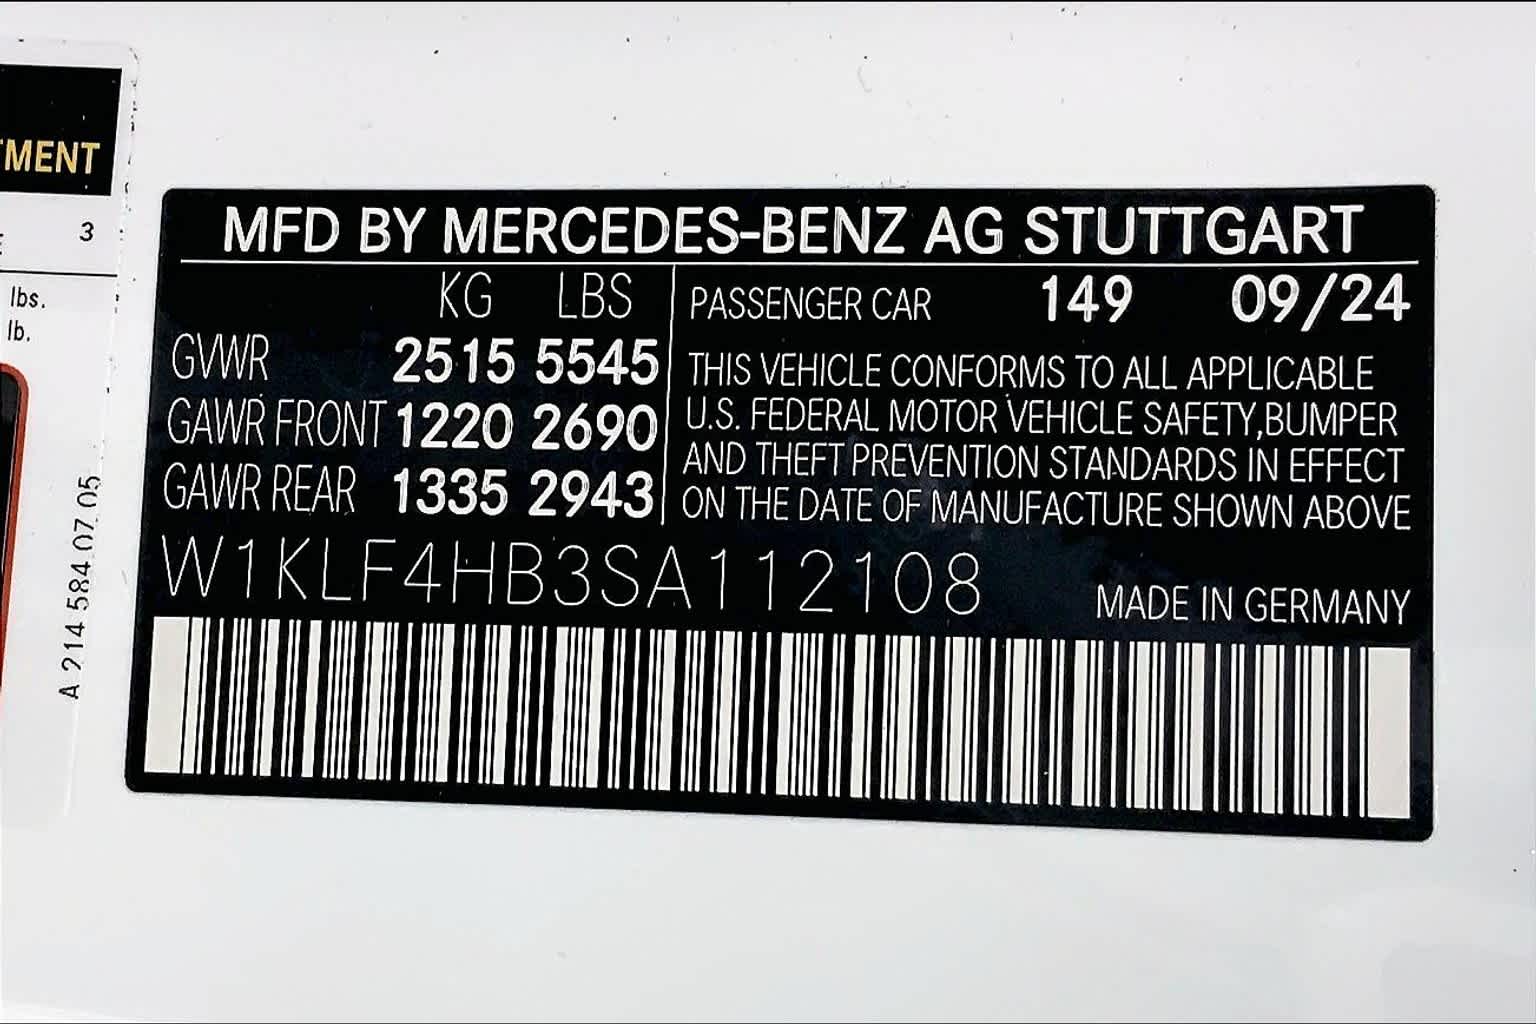 TMENT
3
lbs.
lb.
A 214 584 07 05
MFD BY MERCEDES-BENZ AG STUTTGART
KG LBS
GVWR 2515 5545
GAWR FRONT 1220 2690
GAWR REAR 1335 2943
PASSENGER CAR 149 09/24
THIS VEHICLE CONFORMS TO ALL APPLICABLE
U.S. FEDERAL MOTOR VEHICLE SAFETY,BUMPER
AND THEFT PREVENTION STANDARDS IN EFFECT
ON THE DATE OF MANUFACTURE SHOWN ABOVE
W1KLF4HB3SA112108
MADE IN GERMANY